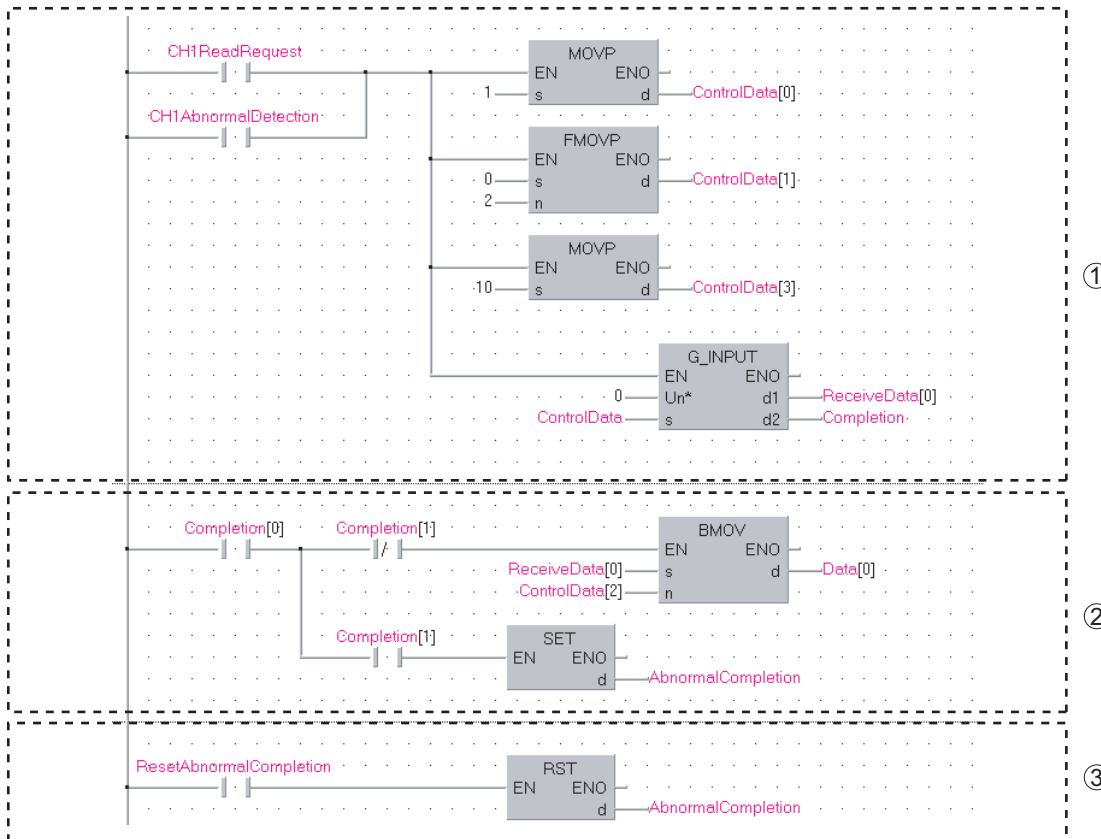 CH1ReadRequest
MOVP
EN ENO
1 s d ControlData[0]
CH1AbnormalDetection
FMOVP
EN ENO
0 s d ControlData[1]
2 n
MOVP
EN ENO
10 s d ControlData[3]
①
G_INPUT
EN ENO
0 Un* d1 ReceiveData[0]
ControlData s d2 Completion
Completion[0] Completion[1] BMOV
EN ENO
ReceiveData[0] s d Data[0]
ControlData[2] n
②
Completion[1] SET
EN ENO
d AbnormalCompletion
ResetAbnormalCompletion RST
③
EN ENO
d AbnormalCompletion